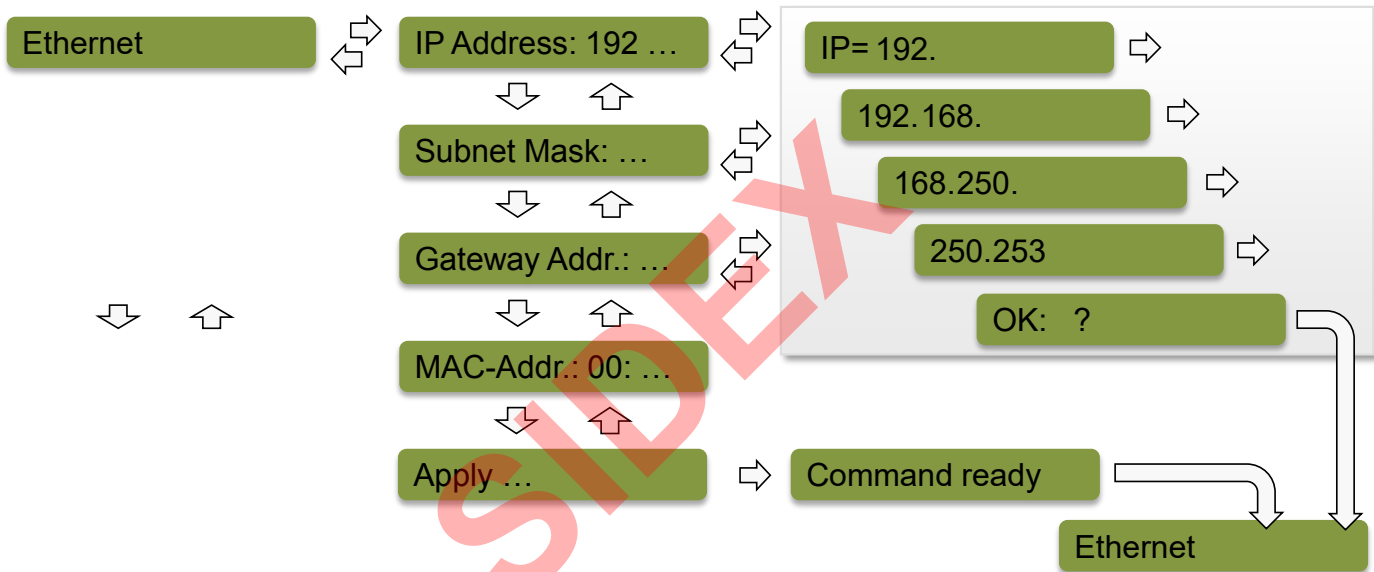 Ethernet
IP Address: 192 …
IP= 192.
192.168.
Subnet Mask: …
168.250.
Gateway Addr.: …
250.253
OK: ?
MAC-Addr.: 00: …
Apply …
Command ready
Ethernet
SIDEX